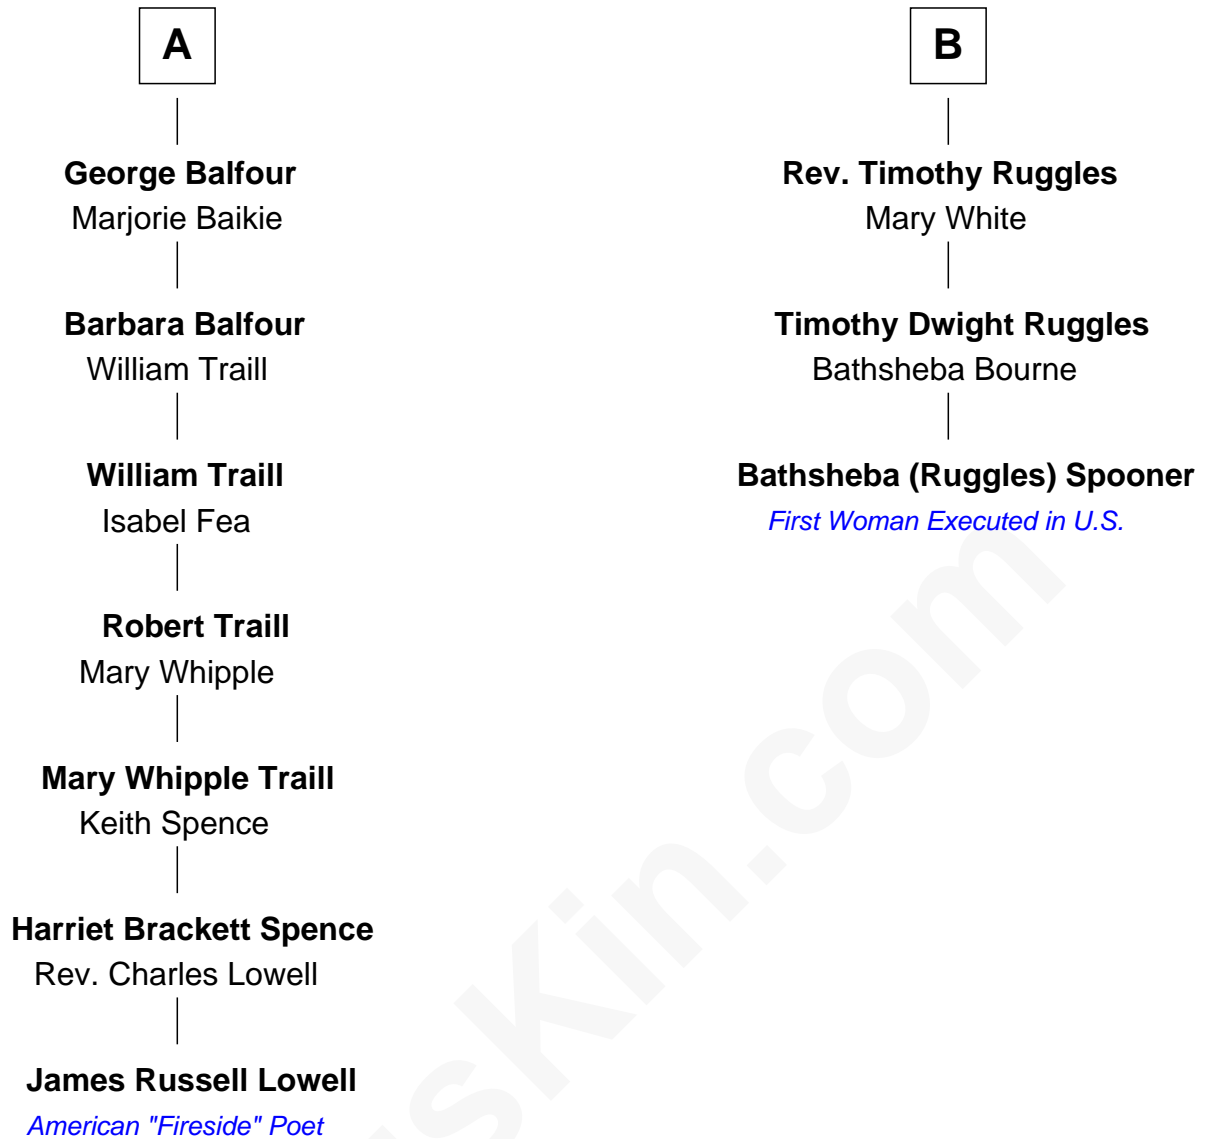 A
George Balfour
Marjorie Baikie
Barbara Balfour
William Traill
William Traill
Isabel Fea
Robert Traill
Mary Whipple
Mary Whipple Traill
Keith Spence
Harriet Brackett Spence
Rev. Charles Lowell
James Russell Lowell
American "Fireside" Poet
B
Rev. Timothy Ruggles
Mary White
Timothy Dwight Ruggles
Bathsheba Bourne
Bathsheba (Ruggles) Spooner
First Woman Executed in U.S.
sKin.com